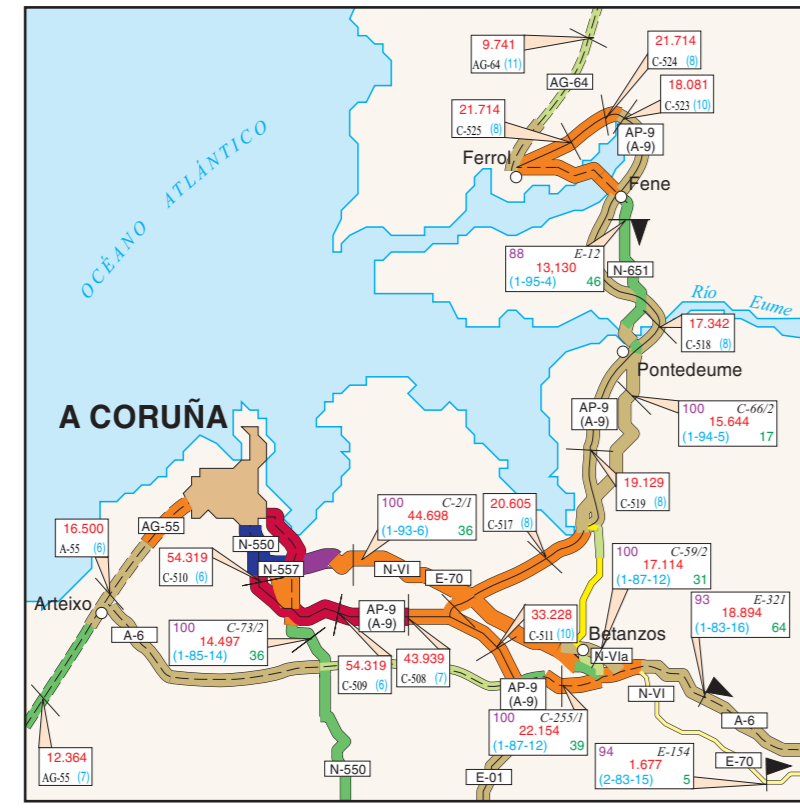 9.741
AG-64 (11)
21.714
C-524 (8)
18.081
C-523 (10)
AG-64
21.714
C-525 (8)
AP-9
(A-9)
Ferrol
Fene
OCÉANO ATLÁNTICO
88 E-12
13,130
(1-95-4) 46
N-651
Río Eume
17.342
C-518 (8)
Pontedeume
A CORUÑA
AP-9
(A-9)
100 C-66/2
15.644
(1-94-5) 17
19.129
C-519 (8)
100 C-2/1
44.698
(1-93-6) 36
20.605
C-517 (8)
16.500
A-55 (6)
AG-55
N-550
54.319
C-510 (6)
N-557
N-VI
E-70
100 C-59/2
17.114
(1-87-12) 31
93 E-321
18.894
(1-83-16) 64
Arteixo
A-6
100 C-73/2
14.497
(1-85-14) 36
AP-9
(A-9)
33.228
C-511 (10)
Betanzos
N-VIa
54.319
C-509 (6)
43.939
C-508 (7)
AP-9
(A-9)
N-VI
A-6
100 C-255/1
22.154
(1-87-12) 39
12.364
AG-55 (7)
N-550
E-01
94 E-154
1.677
(2-83-15) 5
E-70